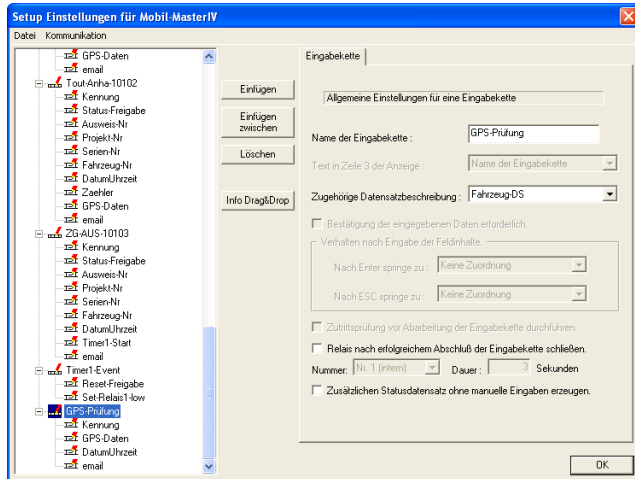 Setup Einstellungen für Mobil-MasterIV
Datei Kommunikation
GPS-Daten
email
Tout-Anha-10102
Kennung
Status-Freigabe
Ausweis-Nr
Projekt-Nr
Serien-Nr
Fahrzeug-Nr
DatumUhrzeit
Zaehler
GPS-Daten
email
ZG-AUS-10103
Kennung
Status-Freigabe
Ausweis-Nr
Projekt-Nr
Serien-Nr
Fahrzeug-Nr
DatumUhrzeit
Timer1-Start
email
Timer1-Event
Reset-Freigabe
Set-Relais1-low
GPS-Prüfung
Kennung
GPS-Daten
DatumUhrzeit
email
Einfügen
Einfügen
zwischen
Löschen
Info Drag&Drop
Eingabekette
Allgemeine Einstellungen für eine Eingabekette
Name der Eingabekette : GPS-Prüfung
Text in Zeile 3 der Anzeige : Name der Eingabekette
Zugehörige Datensatzbeschreibung : Fahrzeug-DS
Bestätigung der eingegebenen Daten erforderlich.
Verhalten nach Eingabe der Feldinhalte.
Nach Enter springe zu : Keine Zuordnung
Nach ESC springe zu : Keine Zuordnung
Zutrittsprüfung vor Abarbeitung der Eingabekette durchführen.
Relais nach erfolgreichem Abschluß der Eingabekette schließen.
Nummer: Nr. 1 (intern) Dauer : 3 Sekunden
Zusätzlichen Statusdatensatz ohne manuelle Eingaben erzeugen.
OK